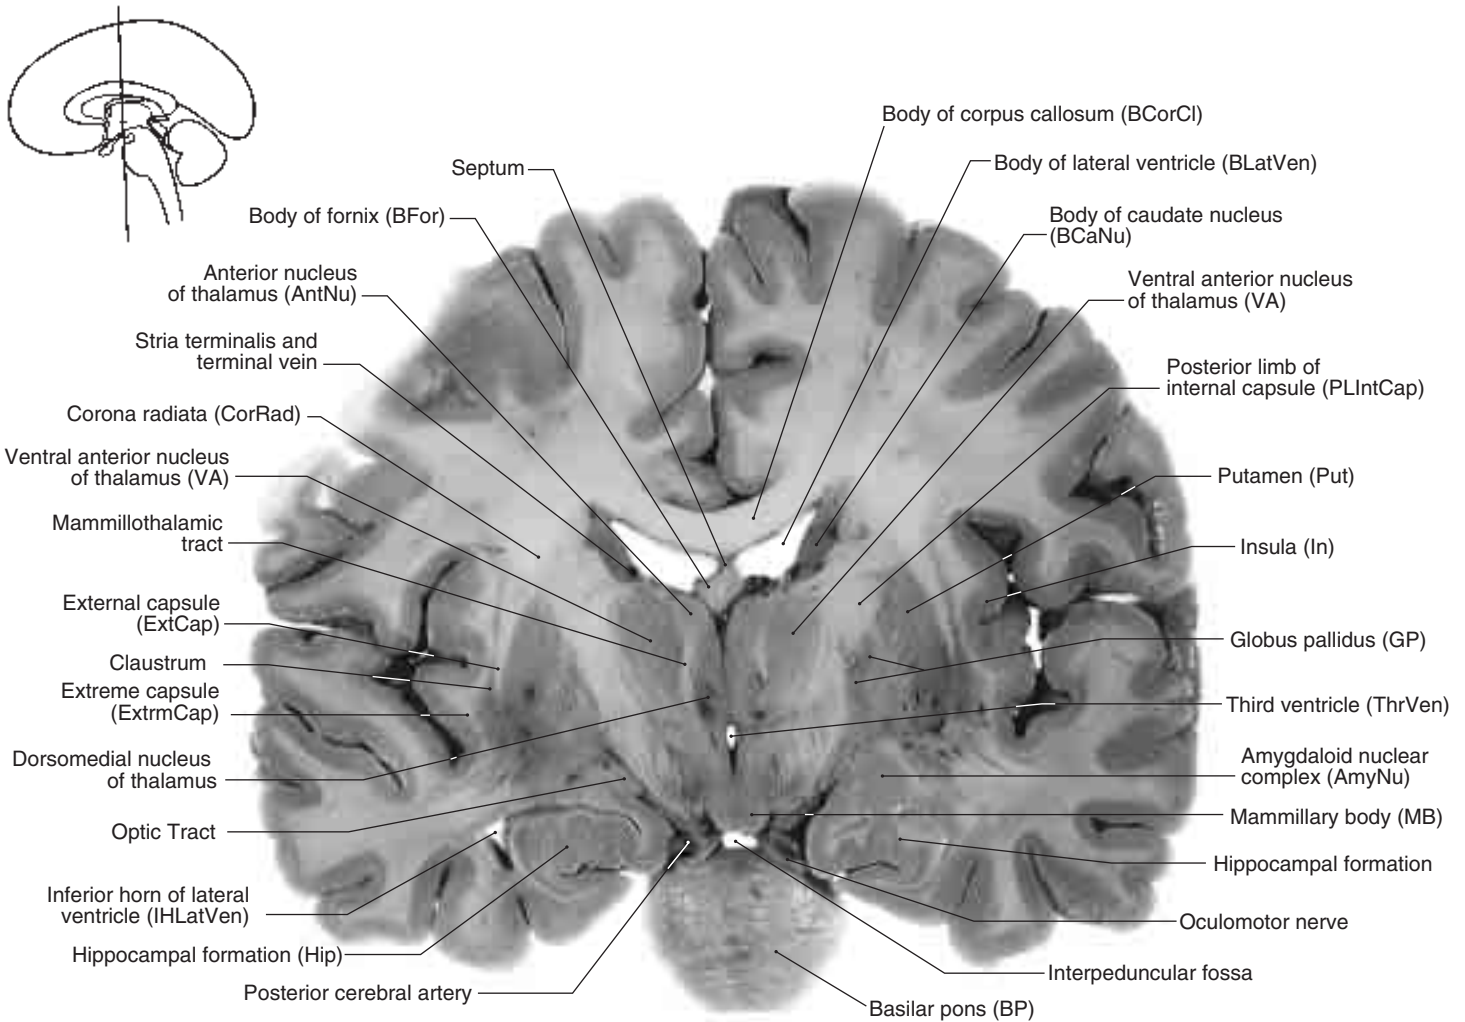 Septum
Body of fornix (BFor)
Anterior nucleus
of thalamus (AntNu)
Stria terminalis and
terminal vein
Corona radiata (CorRad)
Ventral anterior nucleus
of thalamus (VA)
Mammillothalamic
tract
External capsule
(ExtCap)
Claustrum
Extreme capsule
(ExtrmCap)
Dorsomedial nucleus
of thalamus
Optic Tract
Inferior horn of lateral
ventricle (IHLatVen)
Hippocampal formation (Hip)
Posterior cerebral artery
Body of corpus callosum (BCorCl)
Body of lateral ventricle (BLatVen)
Body of caudate nucleus
(BCaNu)
Ventral anterior nucleus
of thalamus (VA)
Posterior limb of
internal capsule (PLIntCap)
Putamen (Put)
Insula (In)
Globus pallidus (GP)
Third ventricle (ThrVen)
Amygdaloid nuclear
complex (AmyNu)
Mammillary body (MB)
Hippocampal formation
Oculomotor nerve
Interpeduncular fossa
Basilar pons (BP)